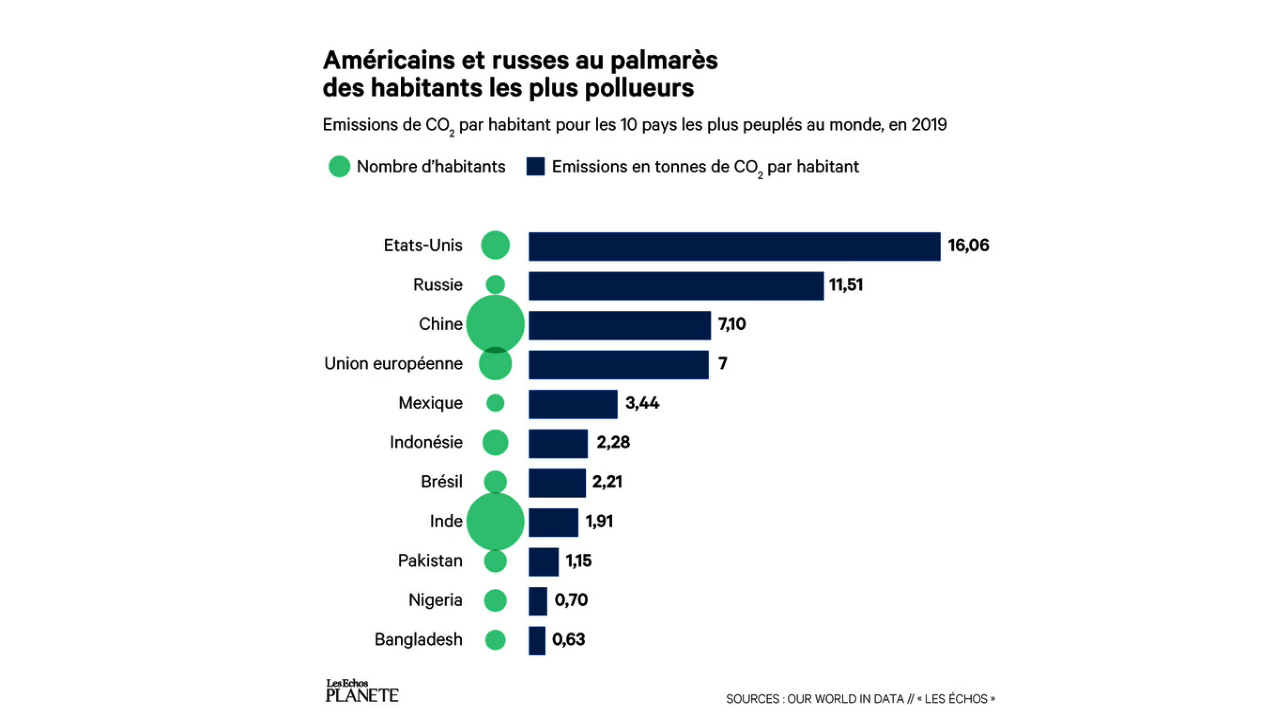 Américains et russes au palmarès
des habitants les plus pollueurs
Emissions de CO₂ par habitant pour les 10 pays les plus peuplés au monde, en 2019
Nombre d'habitants Emissions en tonnes de CO₂ par habitant
Etats-Unis 16,06
Russie 11,51
Chine 7,10
Union européenne 7
Mexique 3,44
Indonésie 2,28
Brésil 2,21
Inde 1,91
Pakistan 1,15
Nigeria 0,70
Bangladesh 0,63
Les Echos
PLANETE
SOURCES : OUR WORLD IN DATA // « LES ÉCHOS »